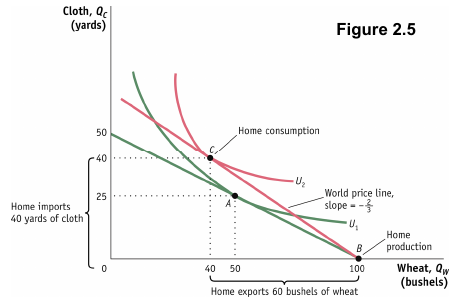 Cloth, Q_C
(yards)
Figure 2.5
50
Home consumption
C
40
U_2
World price line,
slope = -2/3
25
A
U_1
Home imports
40 yards of cloth
B
Home
production
0
40
50
100
Wheat, Q_W
(bushels)
Home exports 60 bushels of wheat